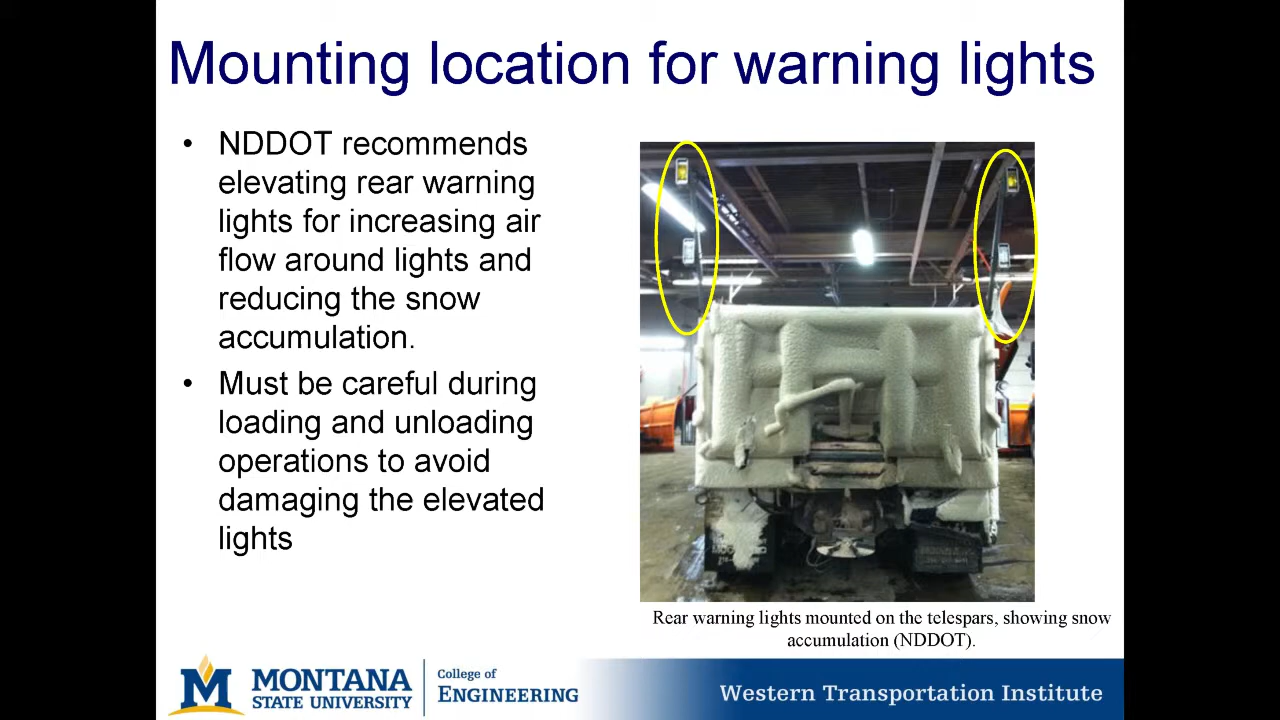 Mounting location for warning lights
• NDDOT recommends
elevating rear warning
lights for increasing air
flow around lights and
reducing the snow
accumulation.
• Must be careful during
loading and unloading
operations to avoid
damaging the elevated
lights
Rear warning lights mounted on the telespars, showing snow
accumulation (NDDOT).
M MONTANA
STATE UNIVERSITY
College of
ENGINEERING
Western Transportation Institute